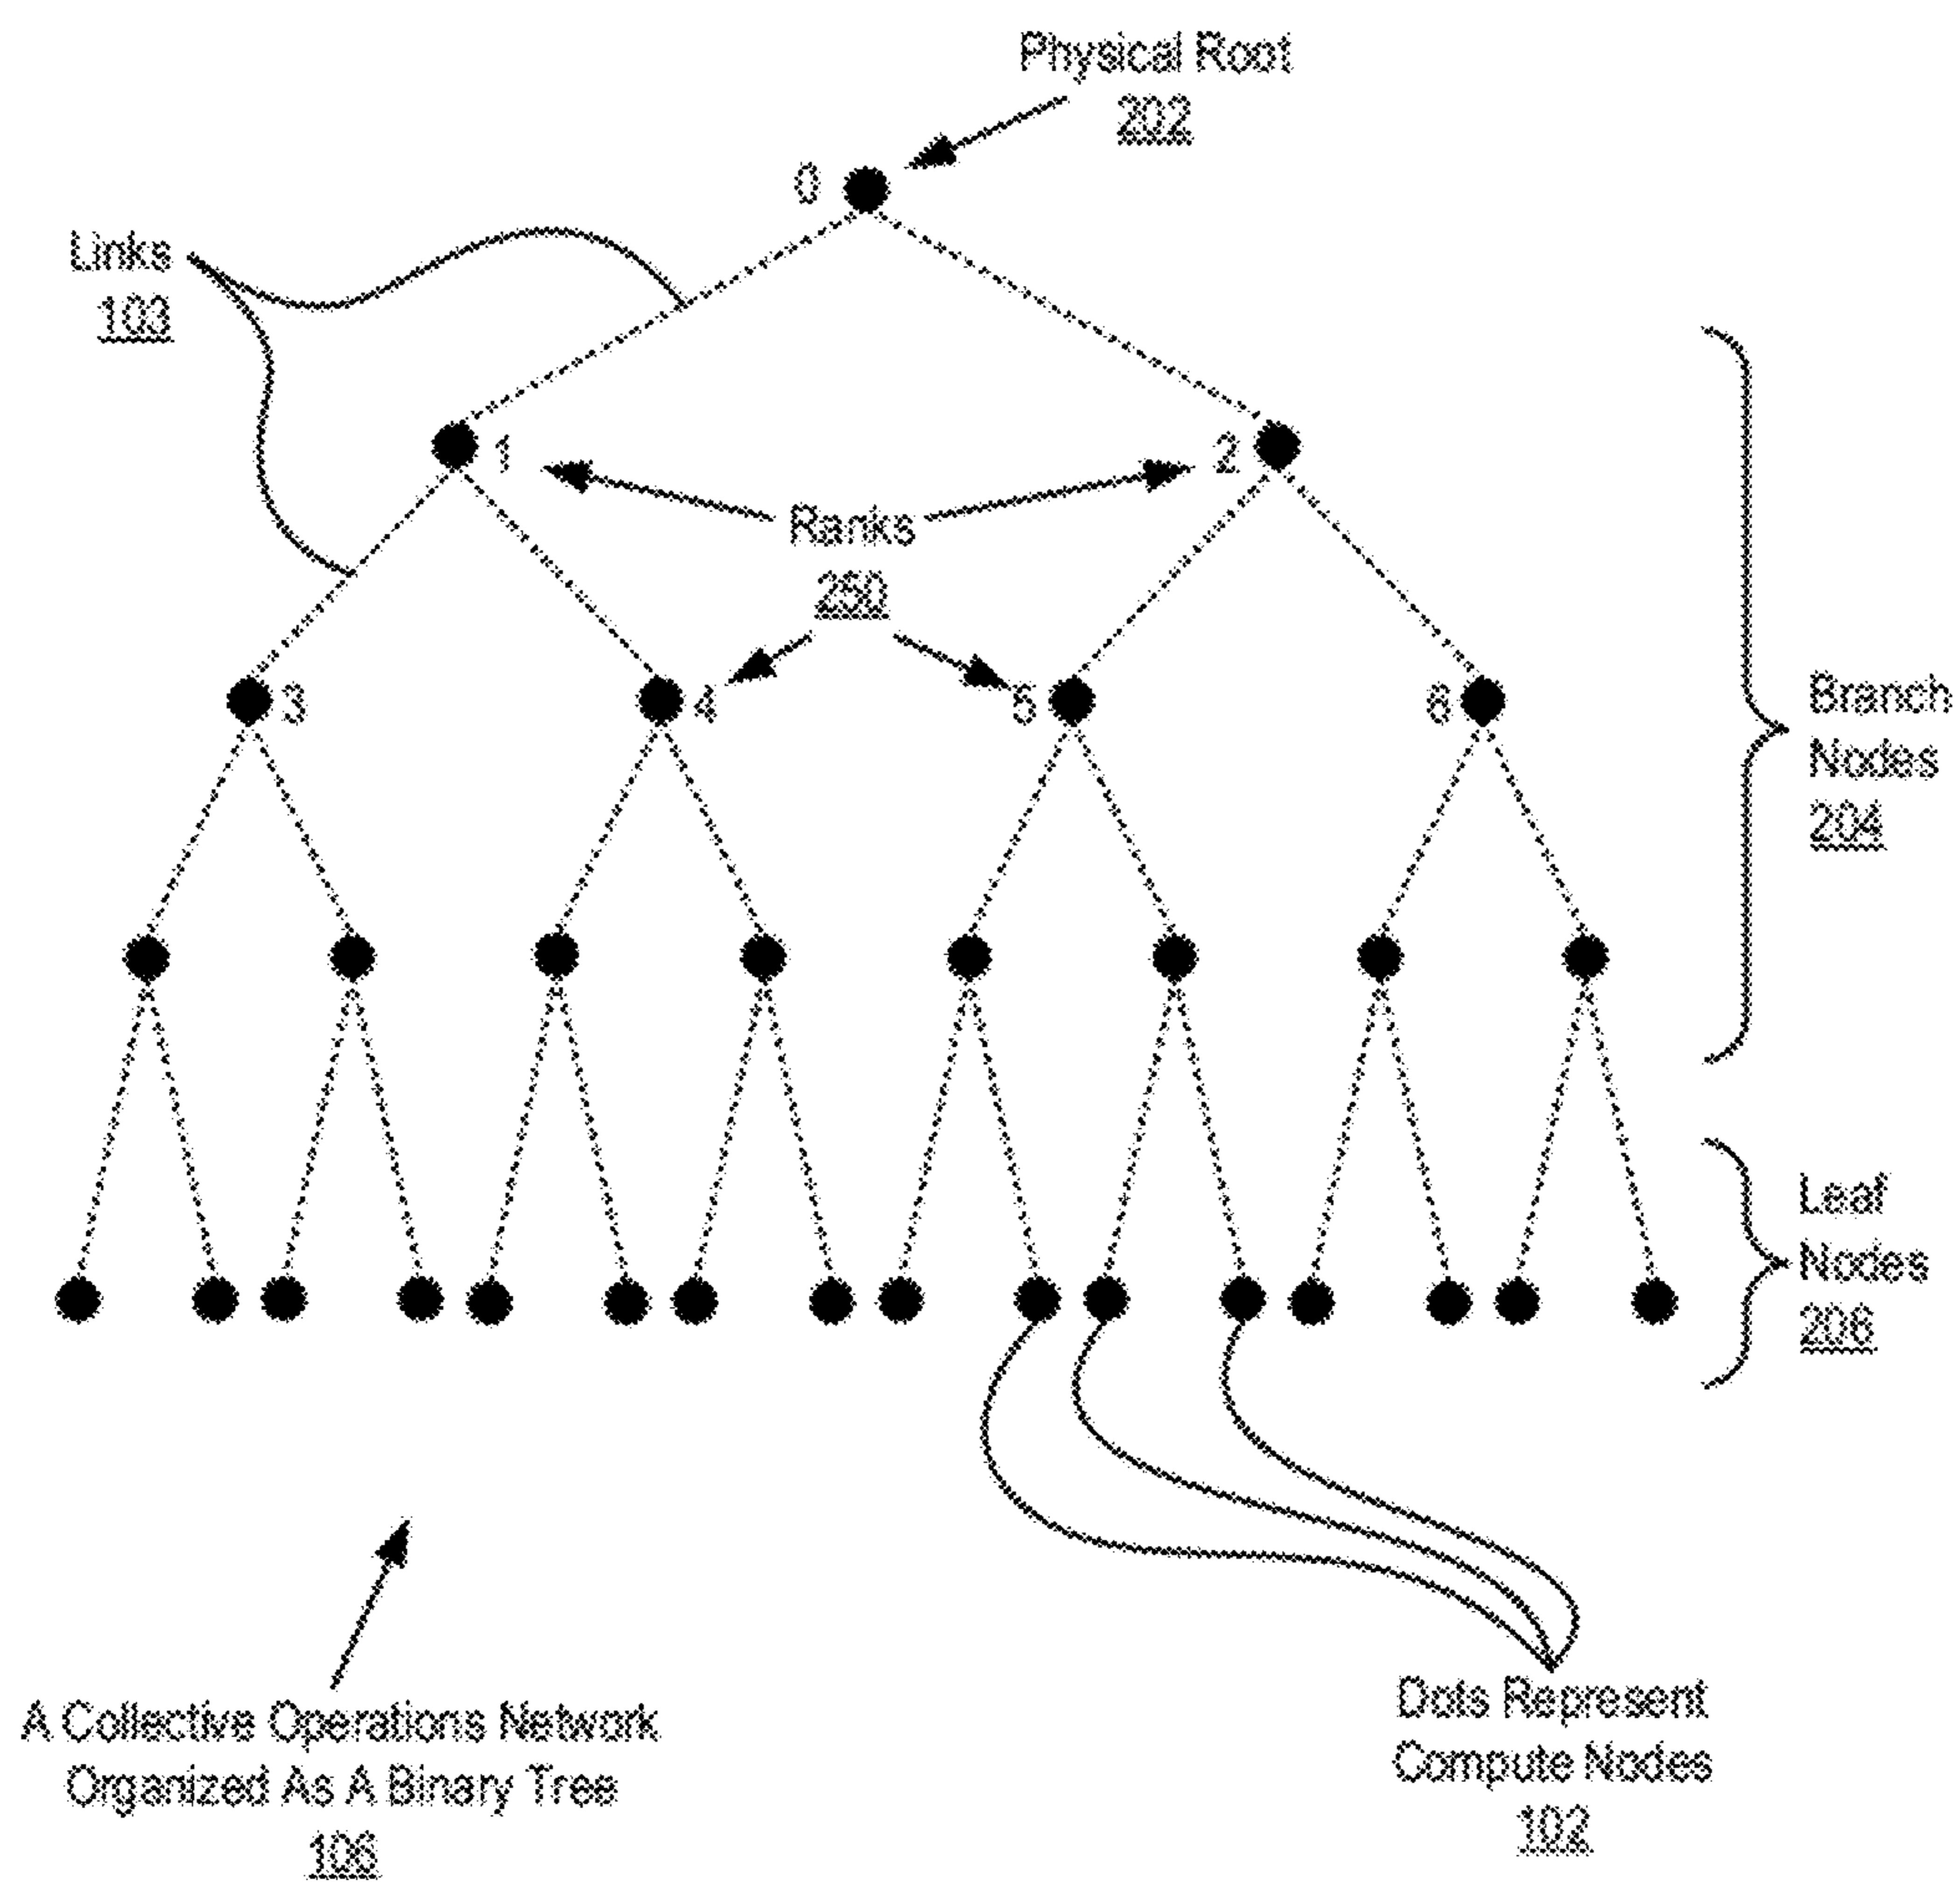 Physical Root
202
0
Links
103
1
2
Ranks
250
3
4
5
6
Branch
Nodes
204
Leaf
Nodes
206
A Collective Operations Network
Organized As A Binary Tree
106
Dots Represent
Compute Nodes
102